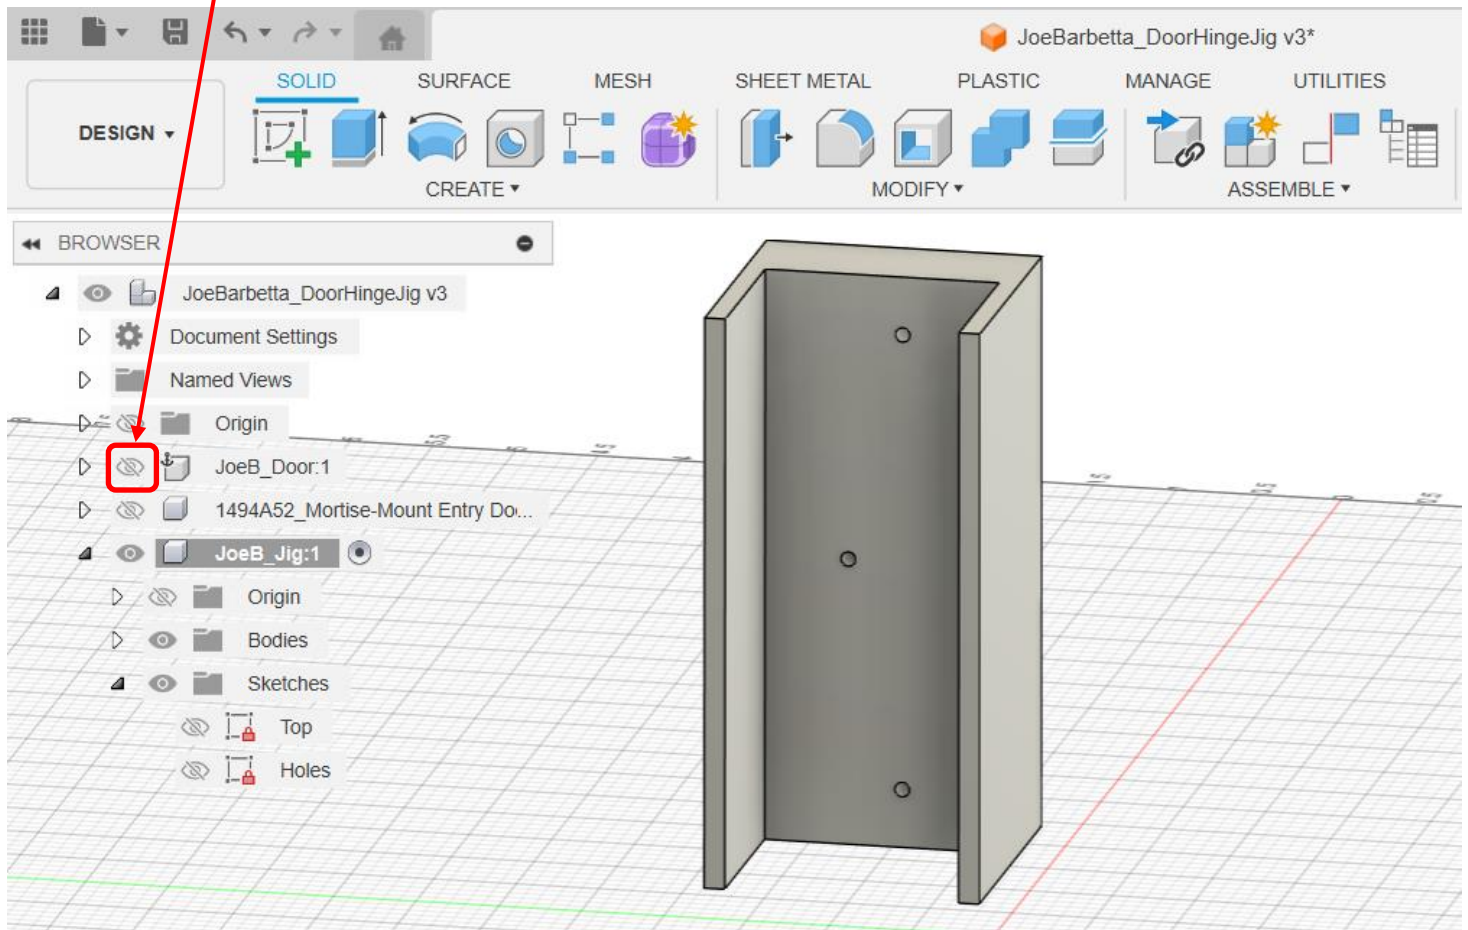 JoeBarbetta_DoorHingeJig v3*
SOLID SURFACE MESH SHEET METAL PLASTIC MANAGE UTILITIES
DESIGN
CREATE MODIFY ASSEMBLE
BROWSER
JoeBarbetta_DoorHingeJig v3
Document Settings
Named Views
Origin
JoeB_Door:1
1494A52_Mortise-Mount Entry Do...
JoeB_Jig:1
Origin
Bodies
Sketches
Top
Holes